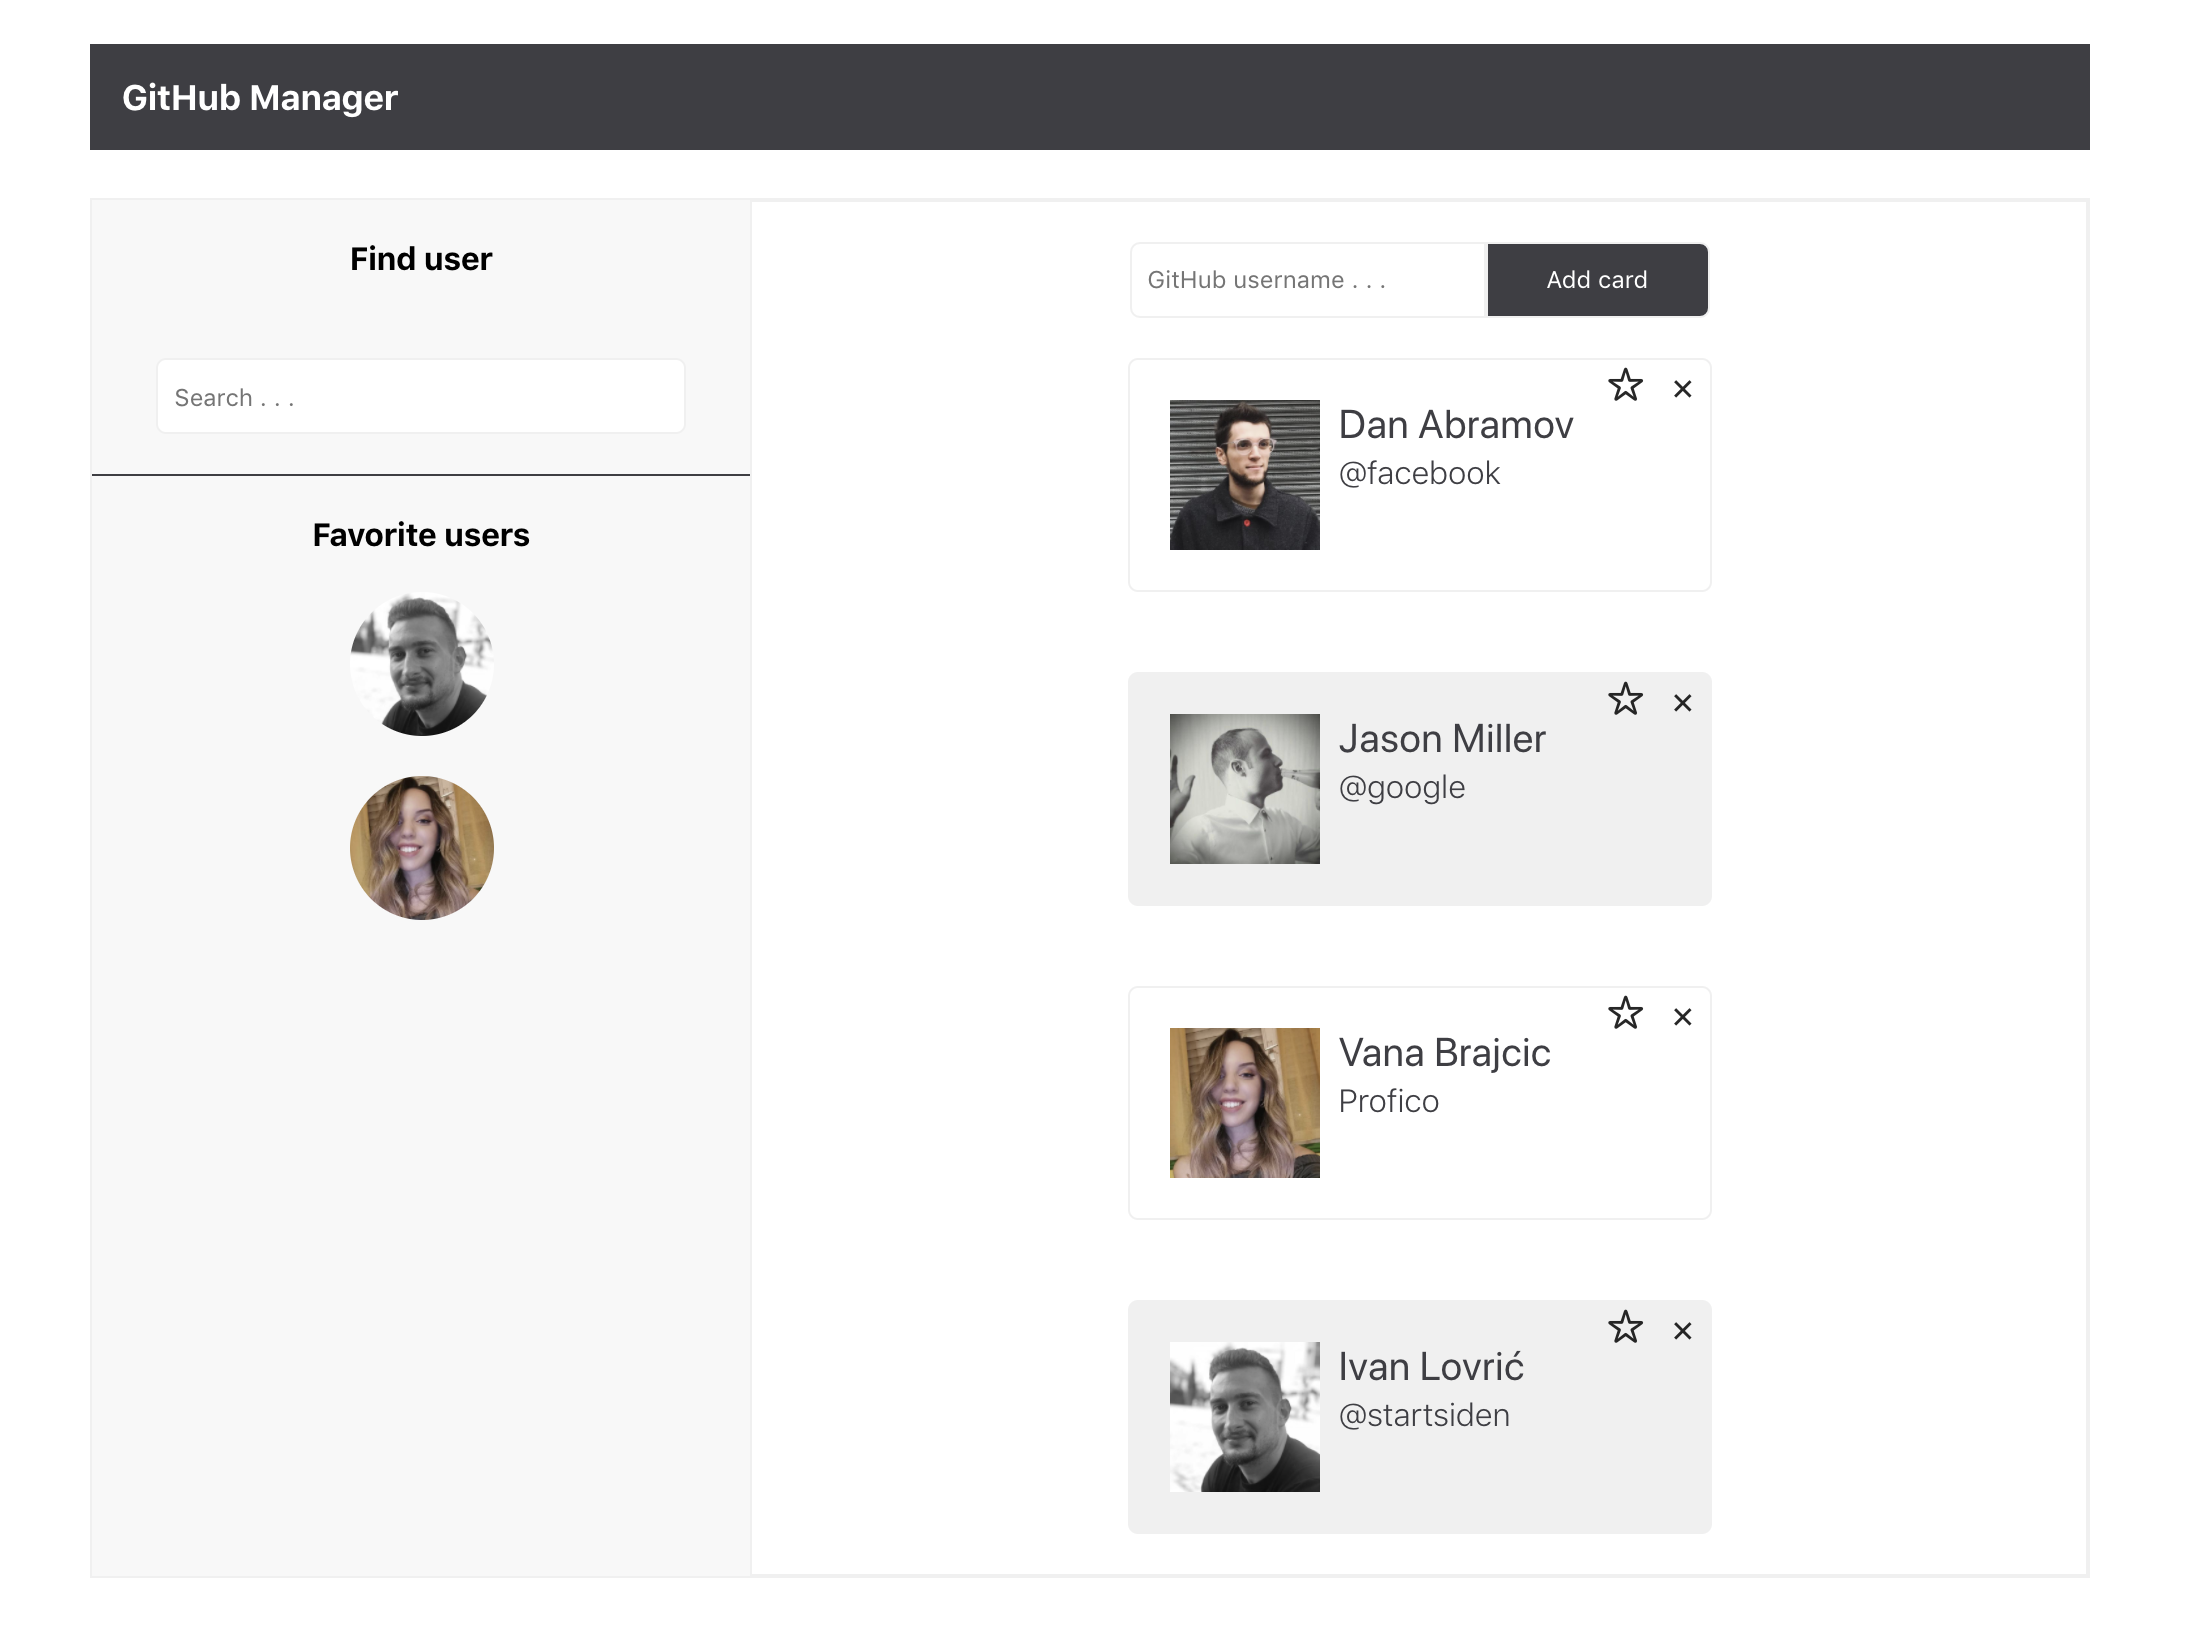 GitHub Manager
Find user
Search . . .
Favorite users
GitHub username . . .
Add card
Dan Abramov
@facebook
Jason Miller
@google
Vana Brajcic
Profico
Ivan Lovrić
@startsiden